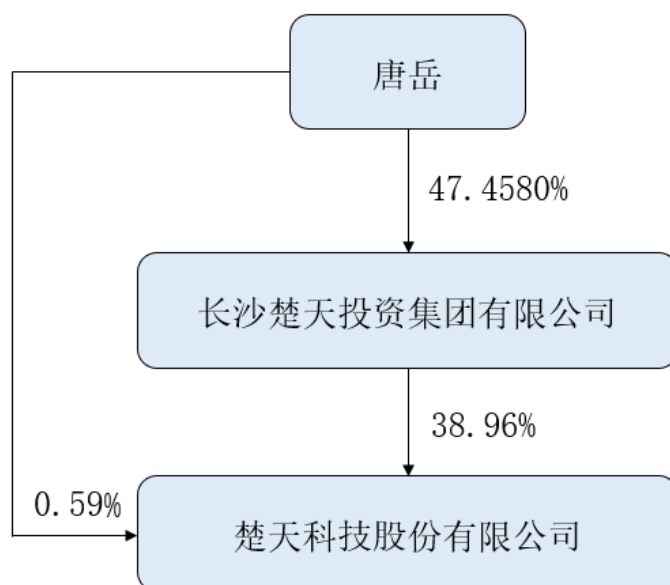 唐岳
47.4580%
长沙楚天投资集团有限公司
38.96%
0.59%
楚天科技股份有限公司